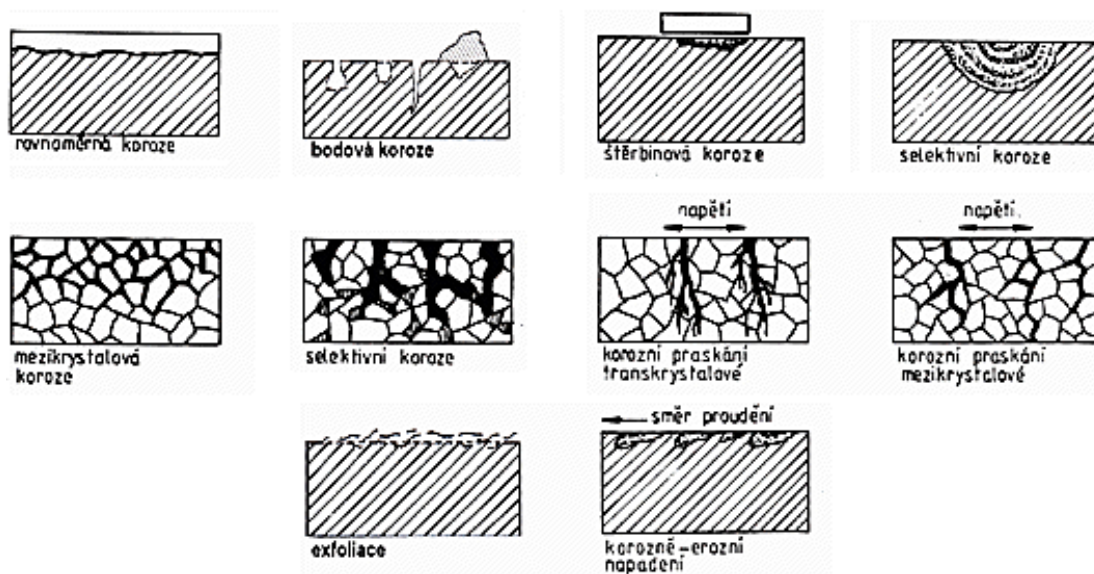 rovnoměrná koroze
bodová koroze
štěrbinová koroze
selektivní koroze
mezikrystalová
koroze
selektivní koroze
napětí
korozní praskání
transkrystalové
napětí.
korozní praskání
mezikrystalové
exfoliace
směr proudění
korozně-erozní
napadení